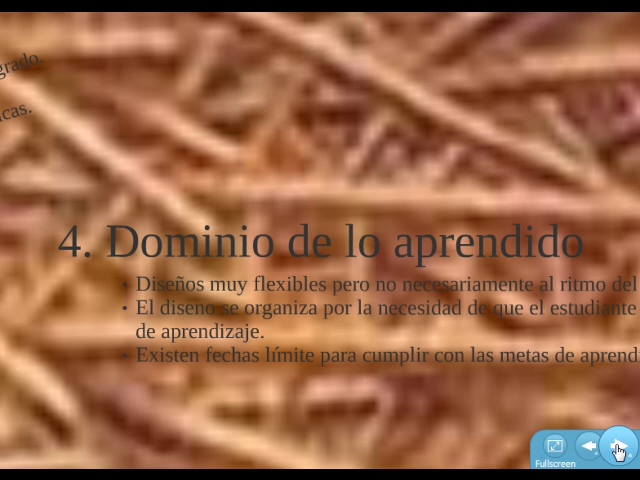 grado.
icas.
4. Dominio de lo aprendido
• Diseños muy flexibles pero no necesariamente al ritmo del
• El diseno se organiza por la necesidad de que el estudiante
de aprendizaje.
• Existen fechas límite para cumplir con las metas de aprendi
Fullscreen